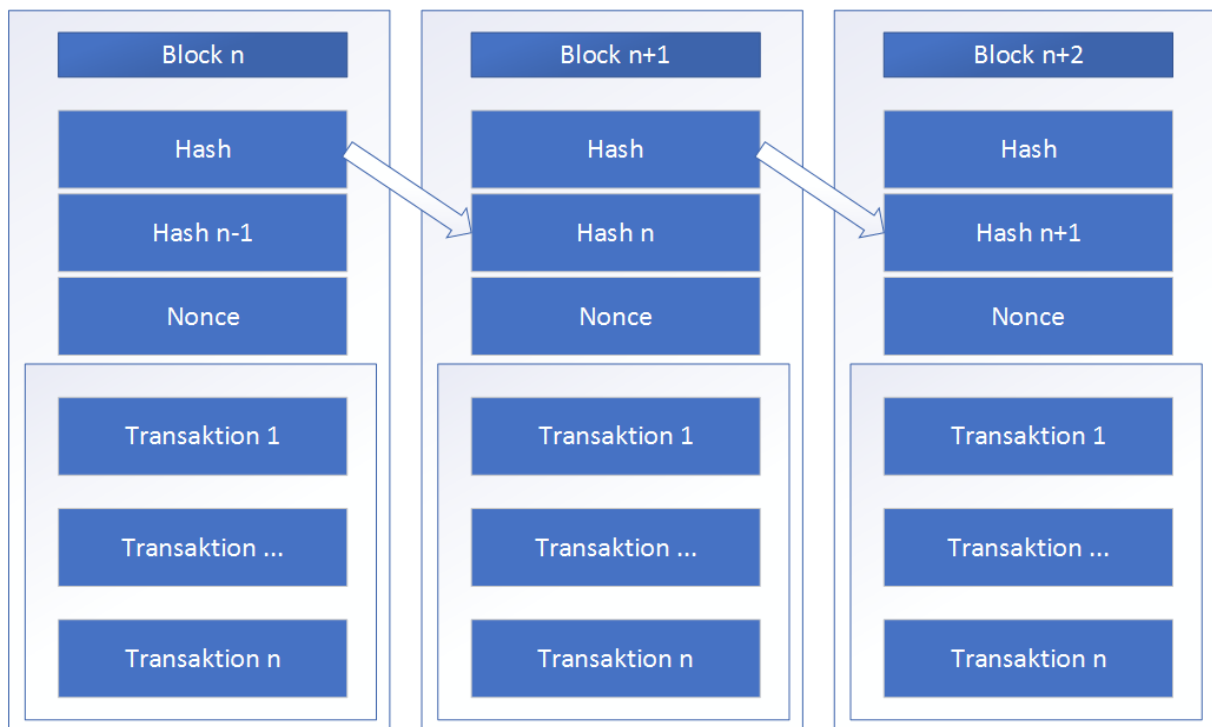 Block n
Hash
Hash n-1
Nonce
Transaktion 1
Transaktion ...
Transaktion n
Block n+1
Hash
Hash n
Nonce
Transaktion 1
Transaktion ...
Transaktion n
Block n+2
Hash
Hash n+1
Nonce
Transaktion 1
Transaktion ...
Transaktion n